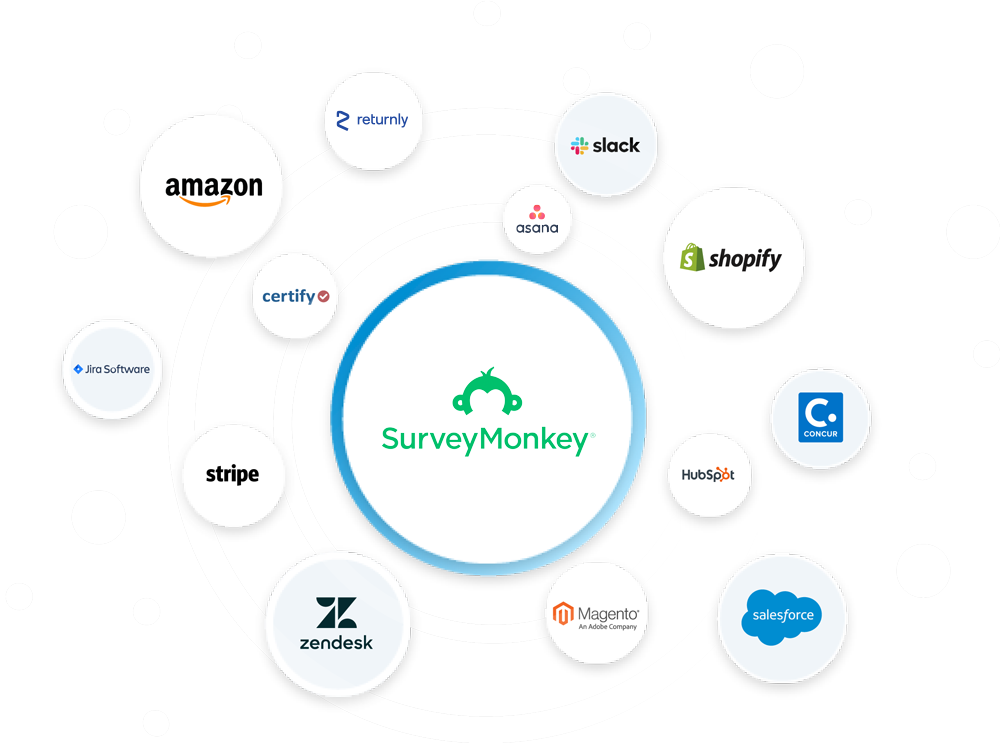 returnly
slack
amazon
asana
shopify
certify
Jira Software
SurveyMonkey®
C.
CONCUR
stripe
HubSpot
zendesk
Magento®
An Adobe Company
salesforce